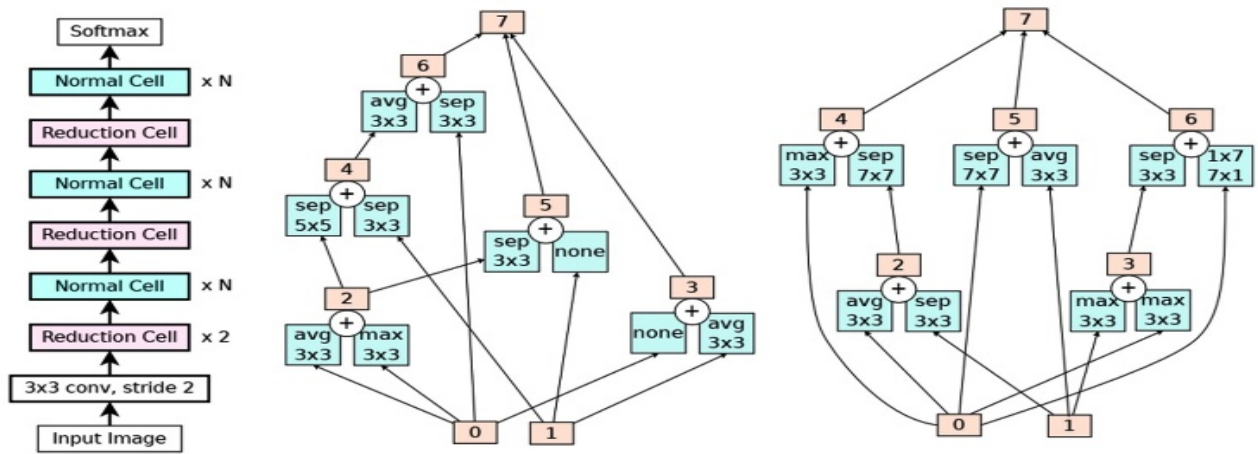 Softmax
Normal Cell x N
Reduction Cell
Normal Cell x N
Reduction Cell
Normal Cell x N
Reduction Cell x 2
3x3 conv, stride 2
Input Image
7
6
+
avg sep
3x3 3x3
4
+
sep sep
5x5 3x3
5
+
sep none
3x3
2
+
avg max
3x3 3x3
3
+
none avg
3x3
0 1
7
4 5 6
+ + +
max sep sep avg sep 1x7
3x3 7x7 7x7 3x3 3x3 7x1
2 3
+ +
avg sep max max
3x3 3x3 3x3 3x3
0 1